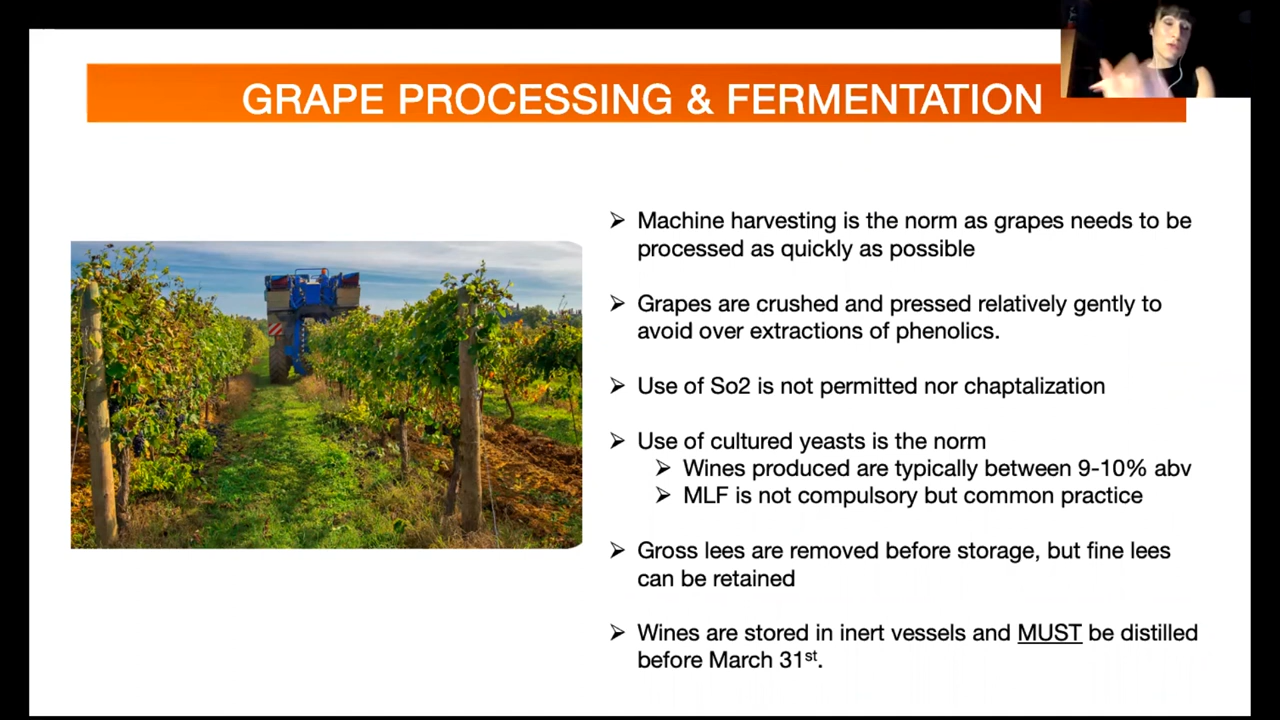 GRAPE PROCESSING & FERMENTATION
➢ Machine harvesting is the norm as grapes needs to be
processed as quickly as possible
➢ Grapes are crushed and pressed relatively gently to
avoid over extractions of phenolics.
➢ Use of So2 is not permitted nor chaptalization
➢ Use of cultured yeasts is the norm
➢ Wines produced are typically between 9-10% abv
➢ MLF is not compulsory but common practice
➢ Gross lees are removed before storage, but fine lees
can be retained
➢ Wines are stored in inert vessels and MUST be distilled
before March 31st.